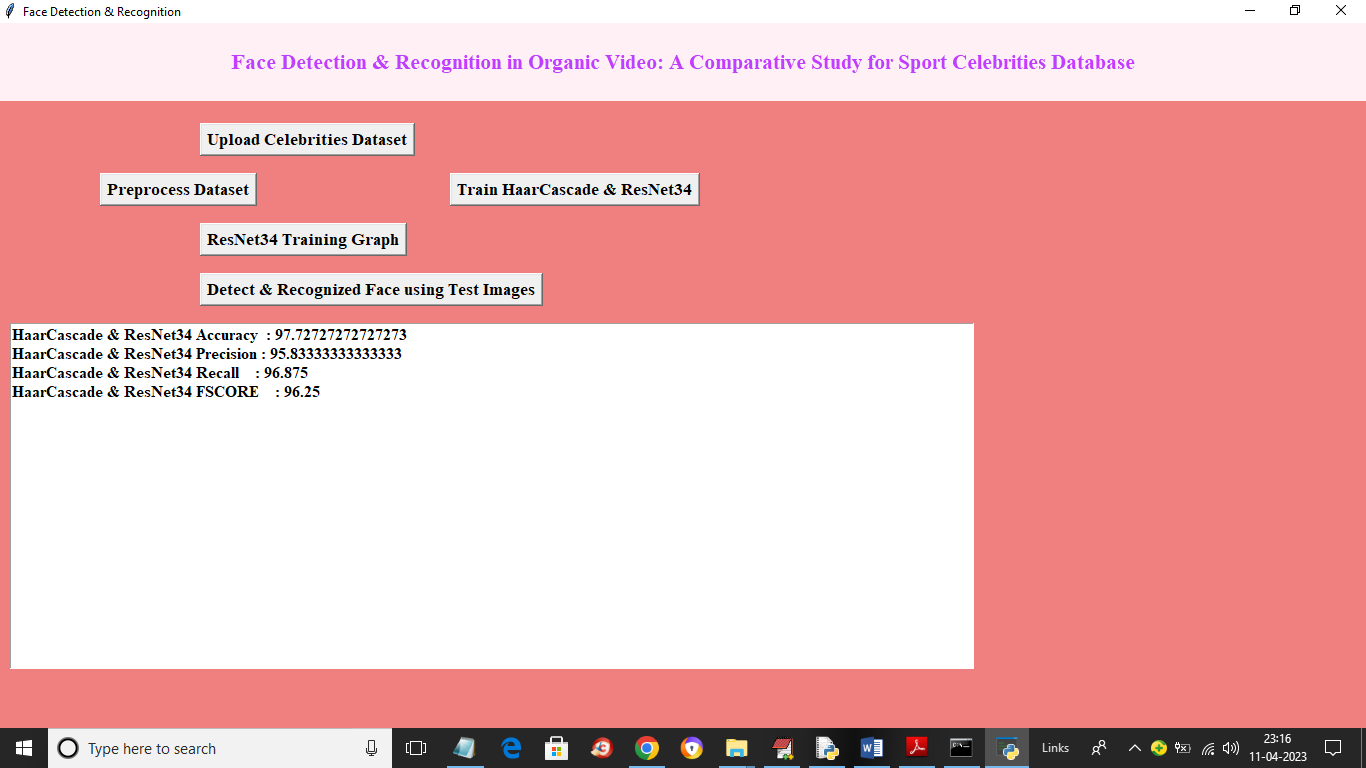 Face Detection & Recognition
Face Detection & Recognition in Organic Video: A Comparative Study for Sport Celebrities Database
Upload Celebrities Dataset
Preprocess Dataset
Train HaarCascade & ResNet34
ResNet34 Training Graph
Detect & Recognized Face using Test Images
HaarCascade & ResNet34 Accuracy  : 97.72727272727273
HaarCascade & ResNet34 Precision : 95.83333333333333
HaarCascade & ResNet34 Recall    : 96.875
HaarCascade & ResNet34 FSCORE    : 96.25
Type here to search
Links
23:16
11-04-2023